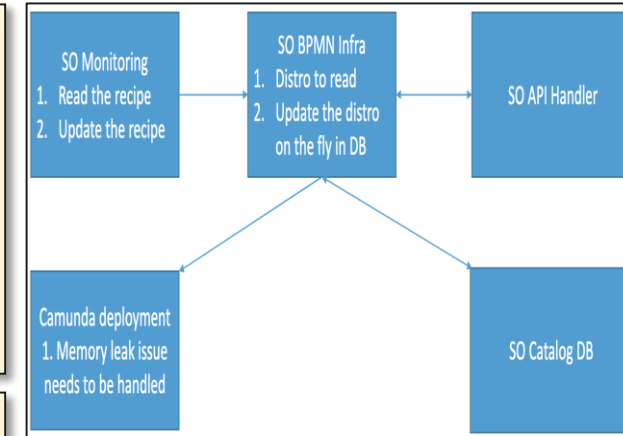 SO Monitoring
1. Read the recipe
2. Update the recipe
SO BPMN Infra
1. Distro to read
2. Update the distro
on the fly in DB
SO API Handler
Camunda deployment
1. Memory leak issue
needs to be handled
SO Catalog DB